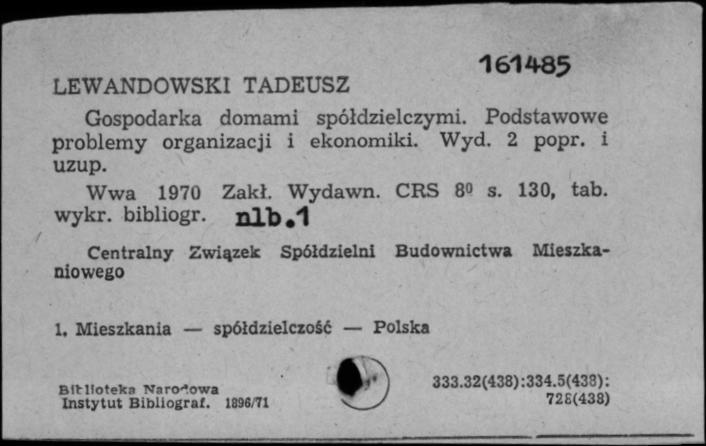 161485
LEWANDOWSKI TADEUSZ
Gospodarka domami spółdzielczymi. Podstawowe
problemy organizacji i ekonomiki. Wyd. 2 popr. i
uzup.
Wwa 1970 Zakł. Wydawn. CRS 8º s. 130, tab.
wykr. bibliogr. nlb.1
Centralny Związek Spółdzielni Budownictwa Mieszka-
niowego
1. Mieszkania — spółdzielczość — Polska
Biblioteka Narodowa
Instytut Bibliograf. 1896/71
333.32(438):334.5(438):
728(438)